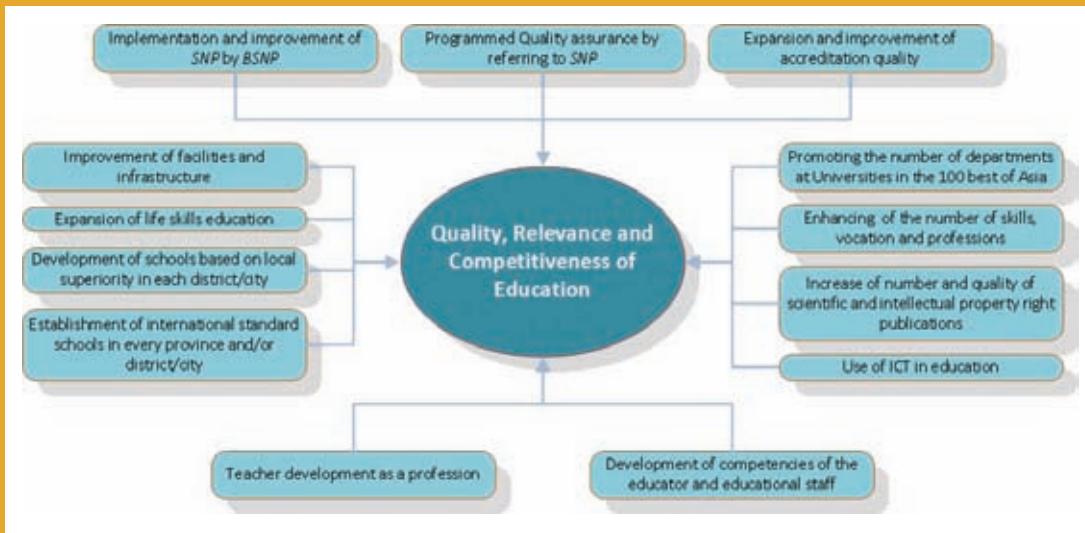 Implementation and improvement of
SNP by BSNP
Programmed Quality assurance by
referring to SNP
Expansion and improvement of
accreditation quality
Improvement of facilities and
infrastructure
Expansion of life skills education
Development of schools based on local
superiority in each district/city
Establishment of international standard
schools in every province and/or
district/city
Quality, Relevance and
Competitiveness of
Education
Promoting the number of departments
at Universities in the 100 best of Asia
Enhancing of the number of skills,
vocation and professions
Increase of number and quality of
scientific and intellectual property right
publications
Use of ICT in education
Teacher development as a profession
Development of competencies of the
educator and educational staff